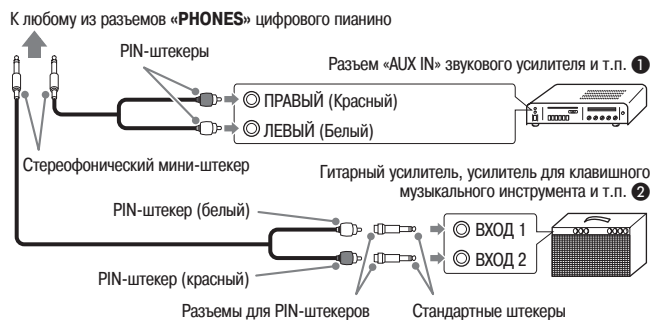 К любому из разъемов «PHONES» цифрового пианино
PIN-штекеры
Разъем «AUX IN» звукового усилителя и т.п. ❶
ПРАВЫЙ (Красный)
ЛЕВЫЙ (Белый)
Стереофонический мини-штекер
Гитарный усилитель, усилитель для клавишного
музыкального инструмента и т.п. ❷
PIN-штекер (белый)
ВХОД 1
ВХОД 2
PIN-штекер (красный)
Разъемы для PIN-штекеров
Стандартные штекеры